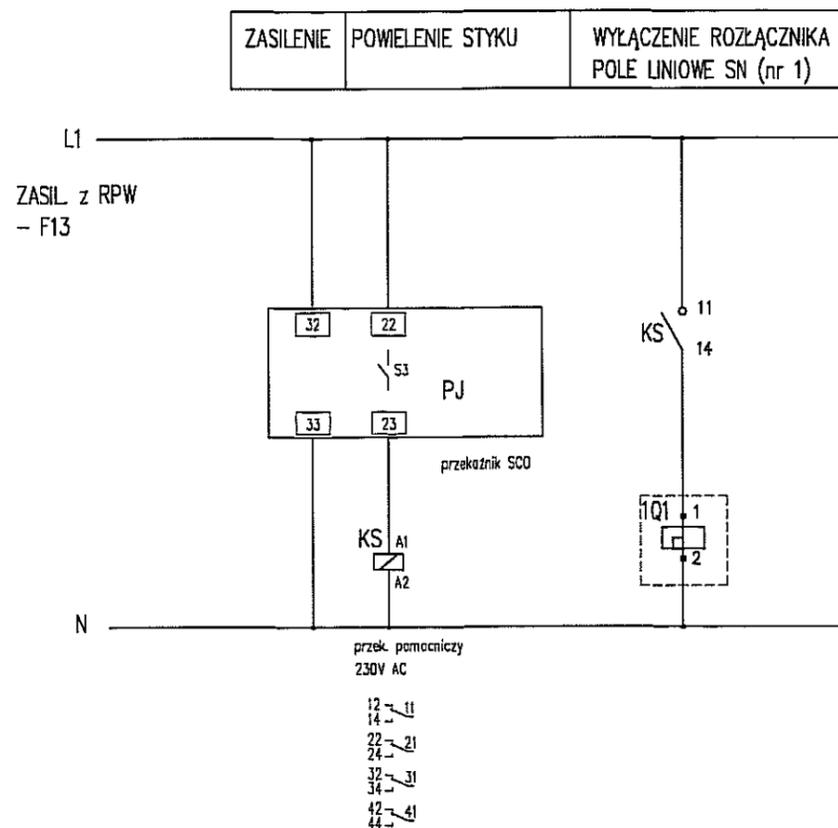 ZASILENIE
POWIELENIE STYKU
WYŁĄCZENIE ROZŁĄCZNIKA
POLE LINIOWE SN (nr 1)
L1
ZASIL. z RPW
- F13
32
22
11
KS
14
S3
PJ
33
23
przekaźnik SCO
1Q1
1
2
KS
A1
A2
N
przek. pomocniczy
230V AC
12
11
14
22
21
24
32
31
34
42
41
44